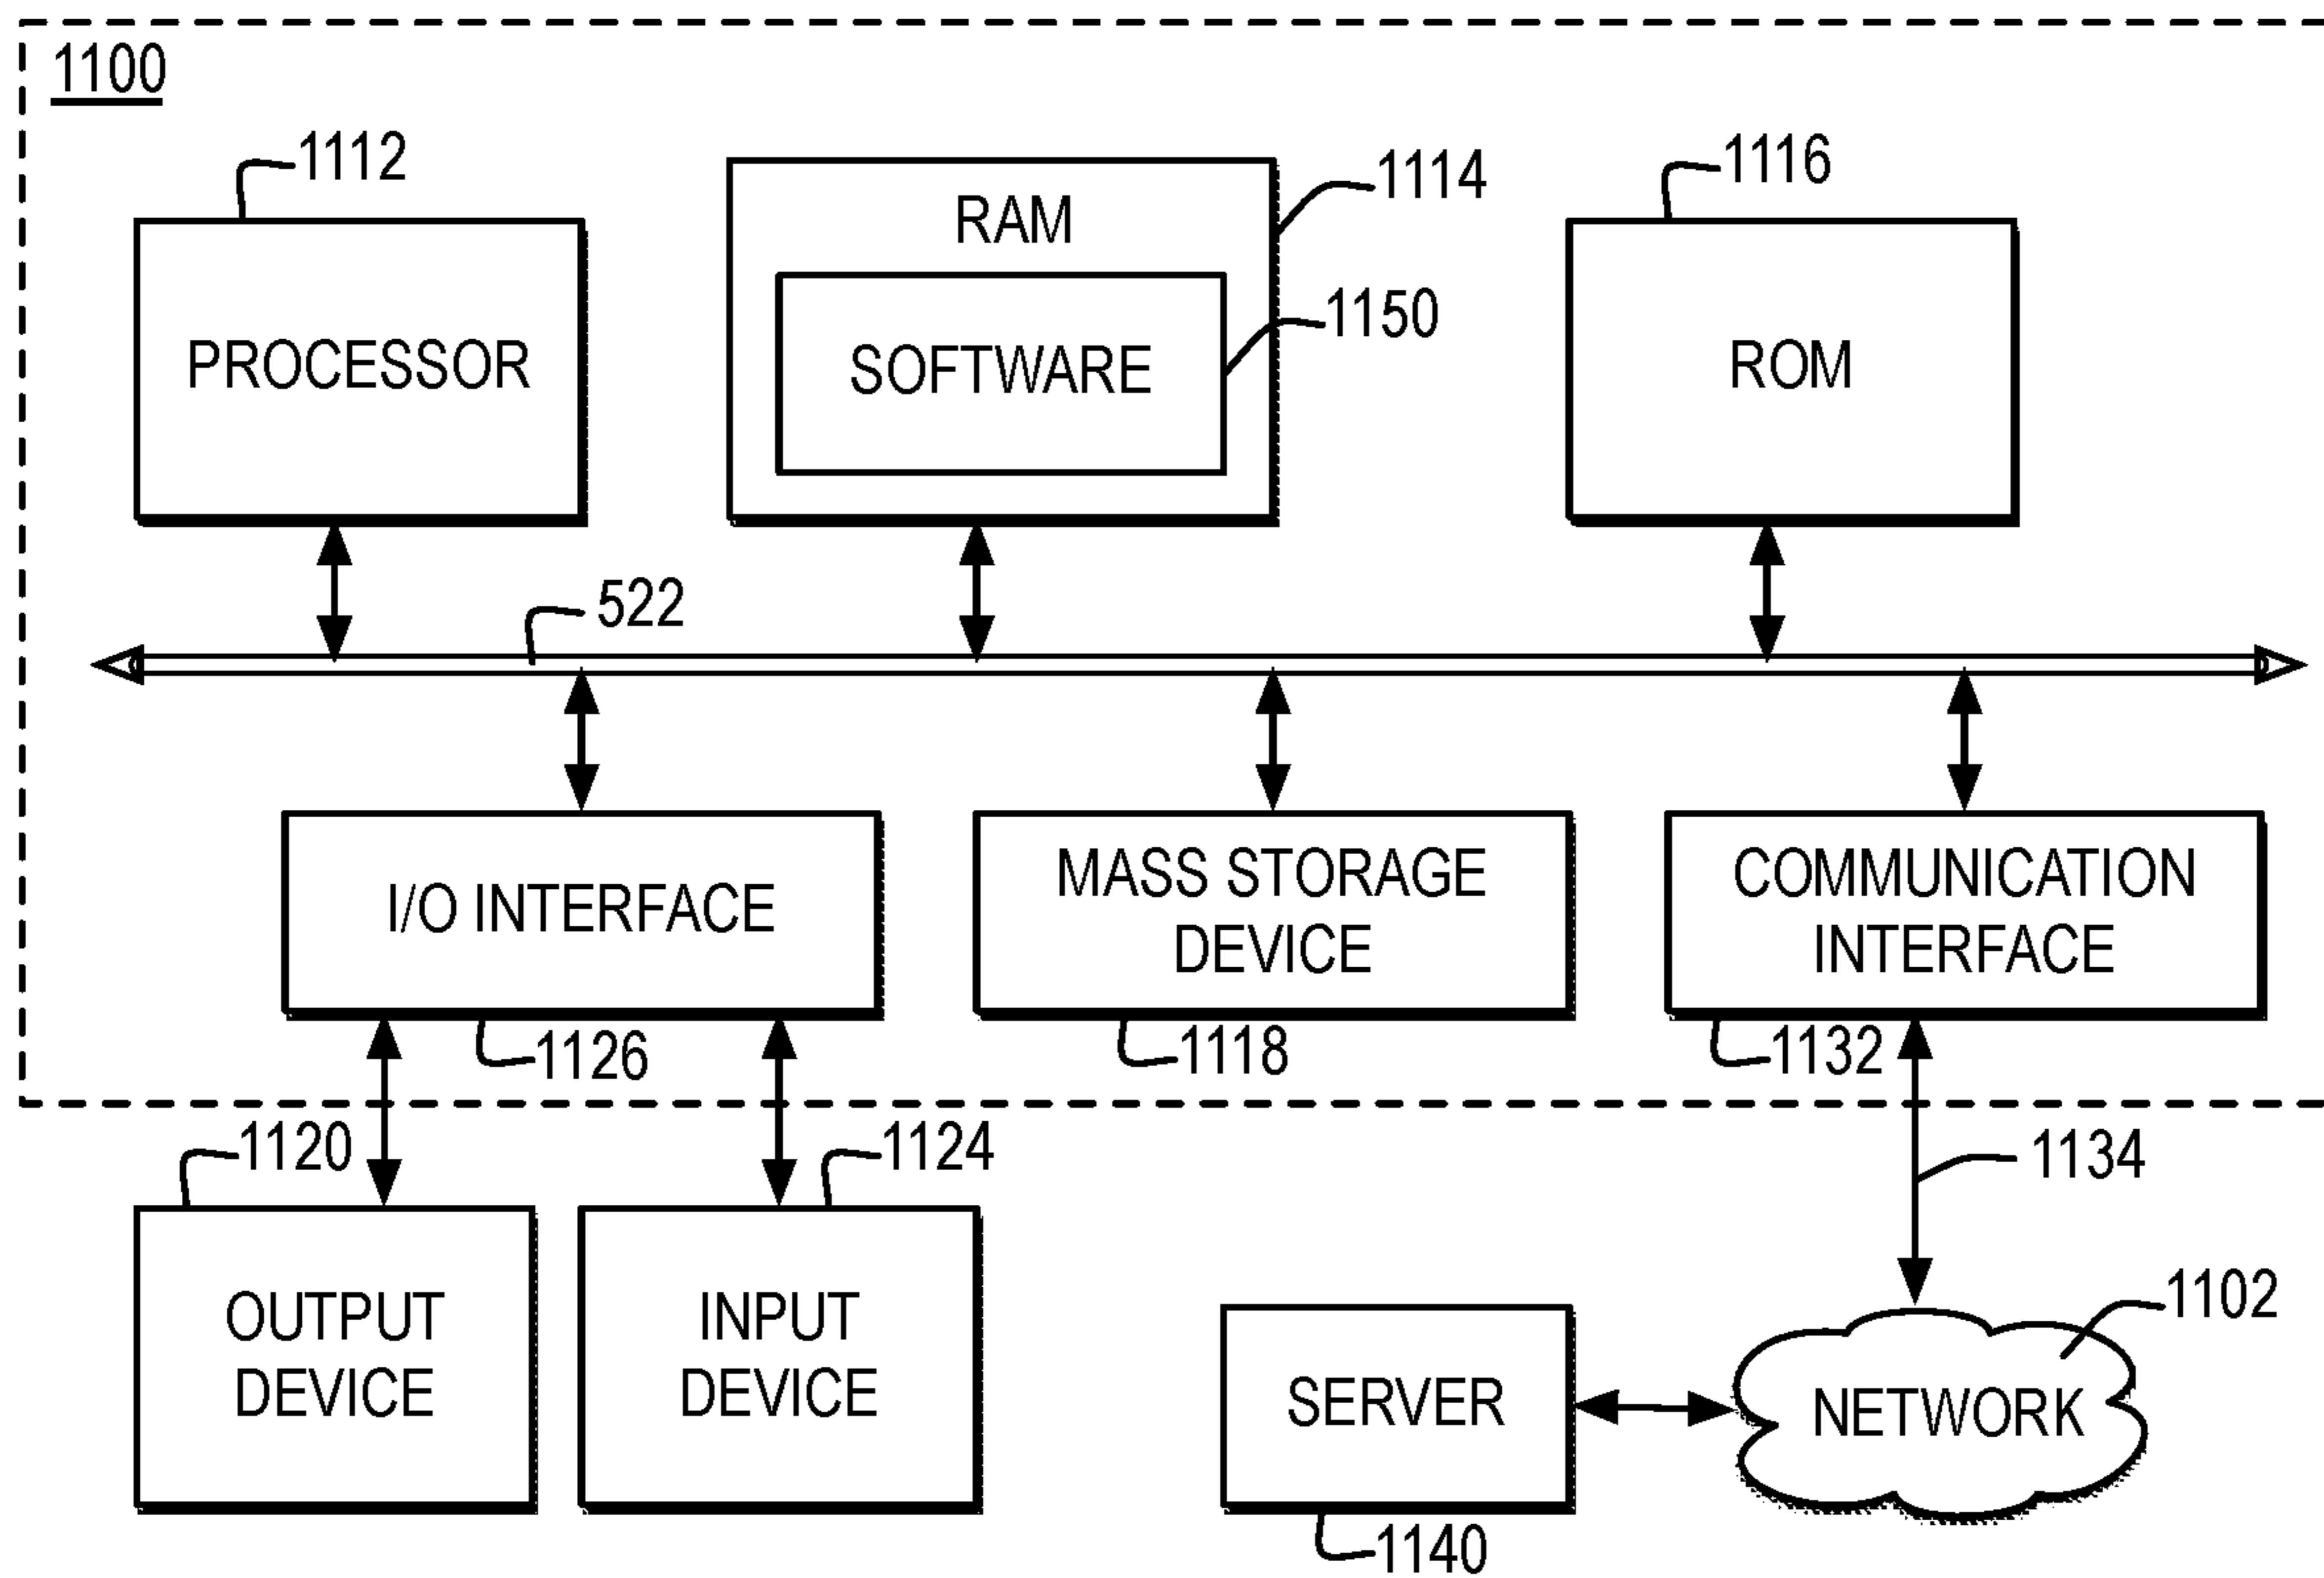 1100
1112
1114
1116
RAM
1150
PROCESSOR
SOFTWARE
ROM
522
I/O INTERFACE
MASS STORAGE
DEVICE
COMMUNICATION
INTERFACE
1126
1118
1132
1120
1124
1134
OUTPUT
DEVICE
INPUT
DEVICE
1102
SERVER
NETWORK
1140